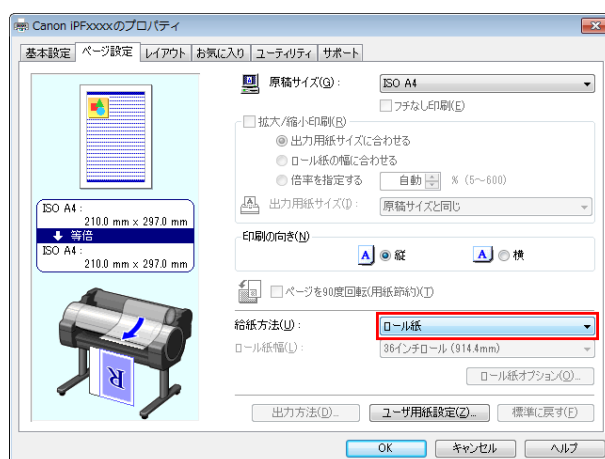 Canon iPFxxxxのプロパティ
基本設定 ページ設定 レイアウト お気に入り ユーティリティ サポート
原稿サイズ(G): ISO A4
フチなし印刷(E)
拡大/縮小印刷(R)
出力用紙サイズに合わせる
ロール紙の幅に合わせる
倍率を指定する 自動 % (5～600)
出力用紙サイズ(I): 原稿サイズと同じ
ISO A4:
210.0 mm × 297.0 mm
等倍
ISO A4:
210.0 mm × 297.0 mm
印刷の向き(N)
A 縦 A 横
ページを90度回転(用紙節約)(T)
給紙方法(U): ロール紙
ロール紙幅(L): 36インチロール (914.4mm)
ロール紙オプション(O)...
R
出力方法(D)... ユーザ用紙設定(Z)... 標準に戻す(F)
OK キャンセル ヘルプ